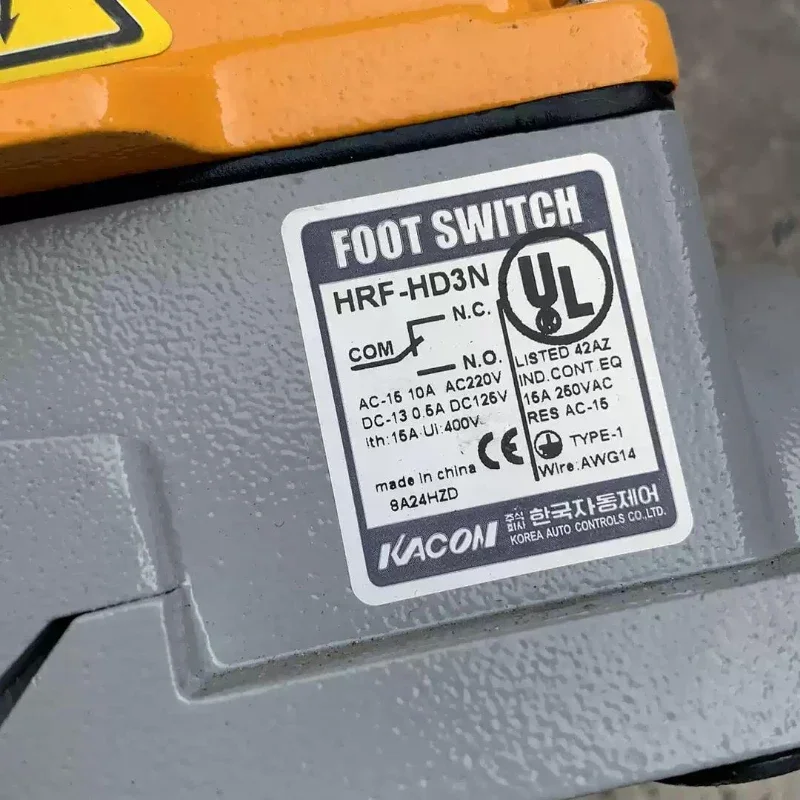 FOOT SWITCH
HRF-HD3N
N.C.
COM
N.O.
AC-15 10A AC220V
DC-13 0.5A DC125V
Ith:15A Ui:400V
made in china
8A24HZD
CE
UL
LISTED 42AZ
IND.CONT.EQ
15A 250VAC
RES AC-15
TYPE-1
Wire:AWG14
KACON
주식회사 한국자동제어
KOREA AUTO CONTROLS CO.,LTD.